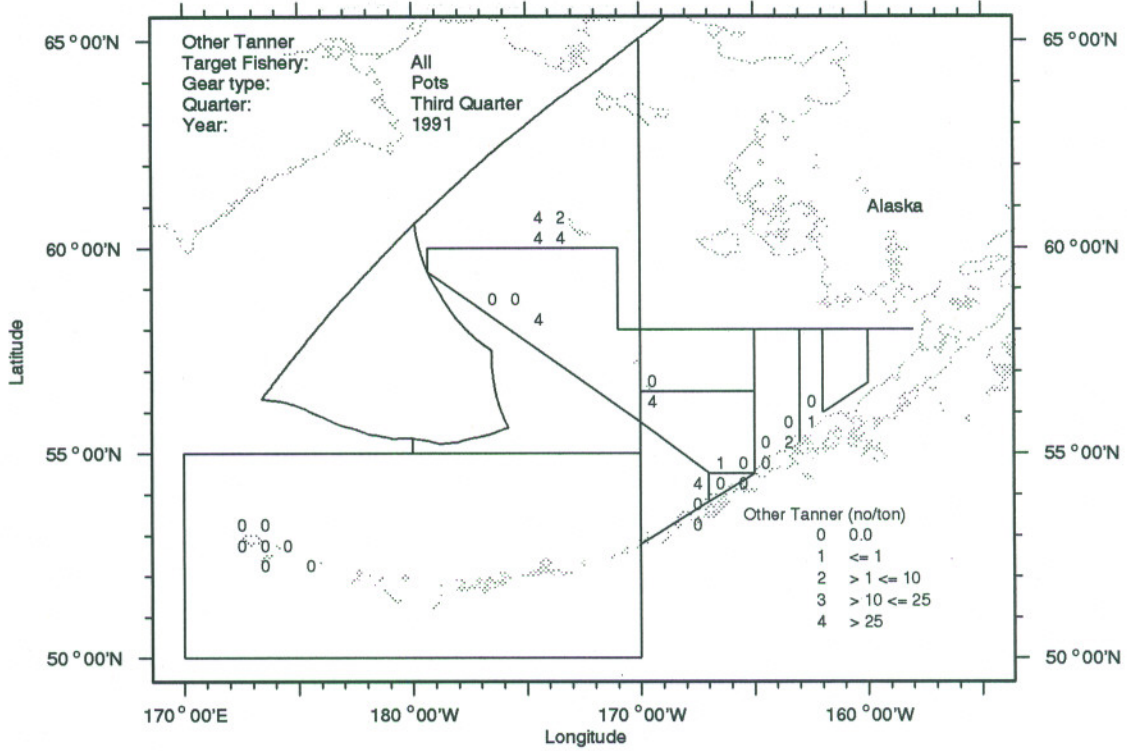 65 °00'N
65 °00'N
Other Tanner
Target Fishery: All
Gear type: Pots
Quarter: Third Quarter
Year: 1991
Alaska
4 2
60 °00'N
4 4
60 °00'N
0 0
4
0
4
0
0 1
0 2
55 °00'N
1 0 0
55 °00'N
4 0 0
0
0
Other Tanner (no/ton)
0 0.0
1 <= 1
2 > 1 <= 10
3 > 10 <= 25
4 > 25
0 0
0 0 0
0 0
50 °00'N
50 °00'N
170 °00'E
180 °00'W
170 °00'W
160 °00'W
Longitude
Latitude